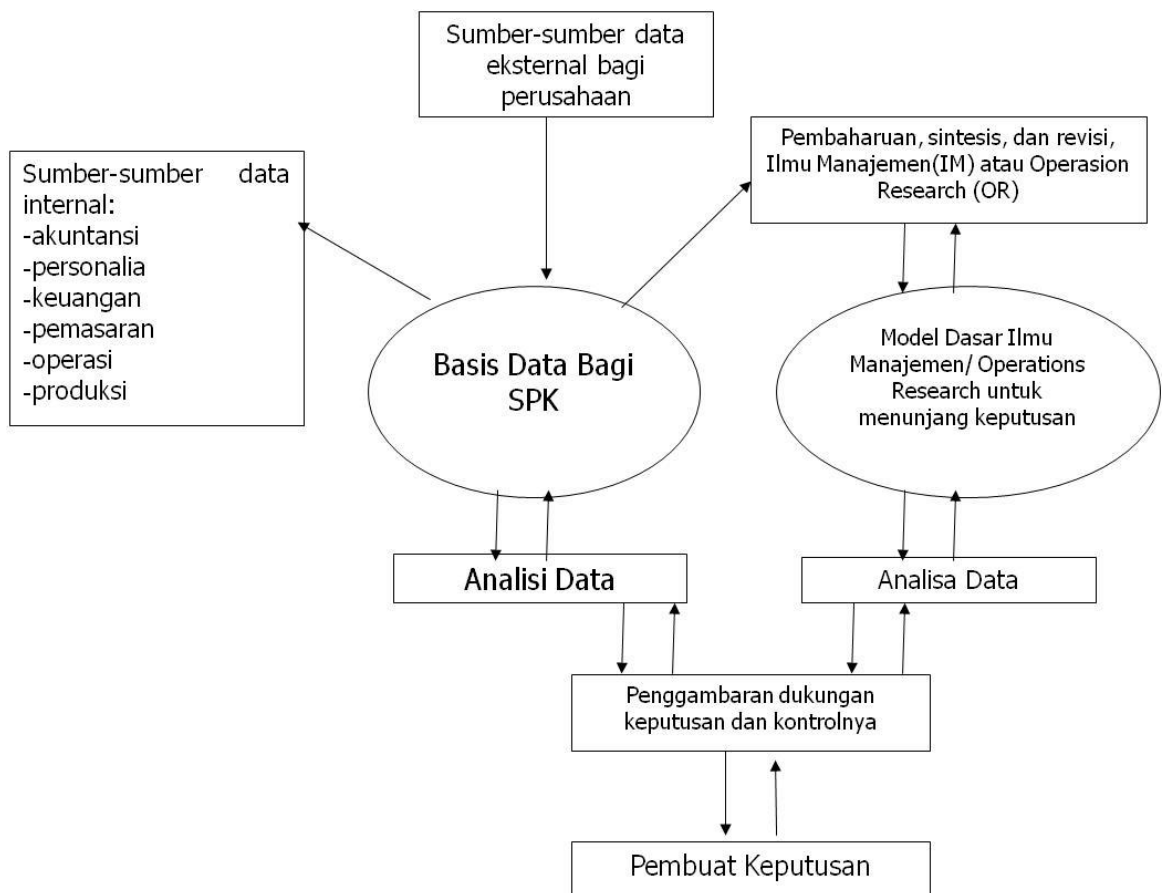 Sumber-sumber data
eksternal bagi
perusahaan
Pembaharuan, sintesis, dan revisi,
Ilmu Manajemen(IM) atau Operasion
Research (OR)
Sumber-sumber data
internal:
-akuntansi
-personalia
-keuangan
-pemasaran
-operasi
-produksi
Basis Data Bagi
SPK
Model Dasar Ilmu
Manajemen/ Operations
Research untuk
menunjang keputusan
Analisi Data
Analisa Data
Penggambaran dukungan
keputusan dan kontrolnya
Pembuat Keputusan